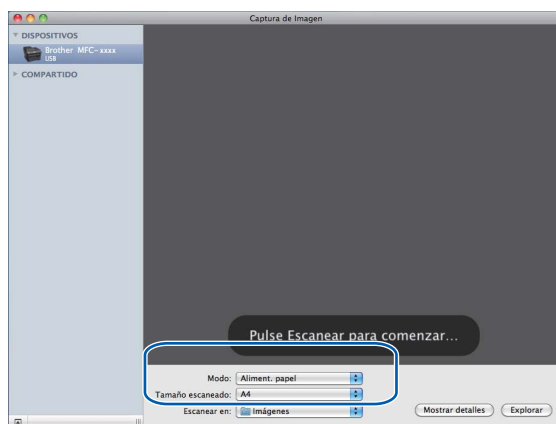 Captura de Imagen
DISPOSITIVOS
Brother MFC-xxxx
USB
COMPARTIDO
Pulse Escanear para comenzar...
Modo: Aliment. papel
Tamaño escaneado: A4
Escanear en: Imágenes
Mostrar detalles Explorar